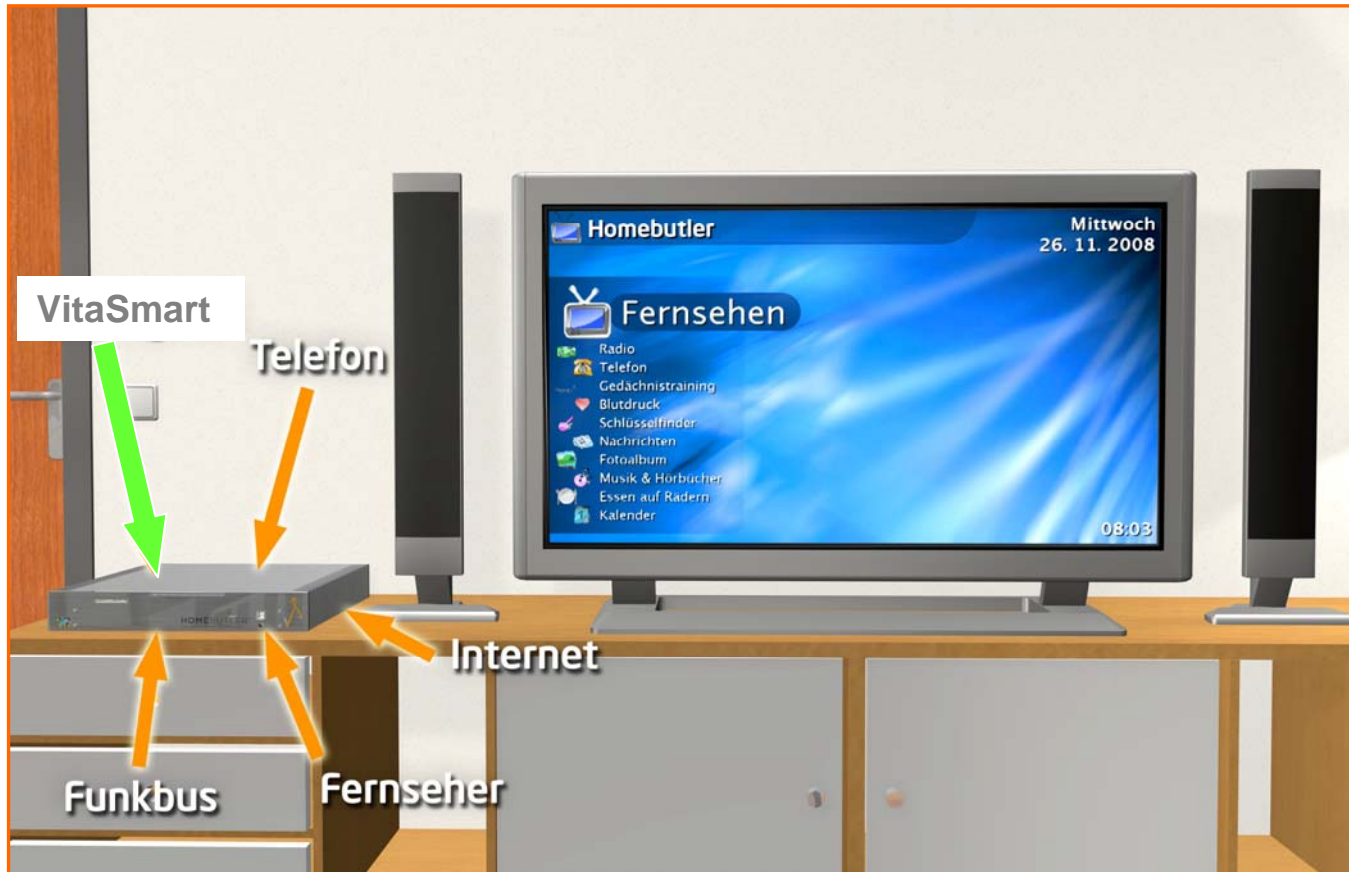 Homebutler
Mittwoch
26. 11. 2008
Fernsehen
Radio
Telefon
Gedächnistraining
Blutdruck
Schlüsselfinder
Nachrichten
Fotoalbum
Musik & Hörbücher
Essen auf Rädern
Kalender
08:03
VitaSmart
Telefon
HOMEBUTLER
Internet
Funkbus
Fernseher